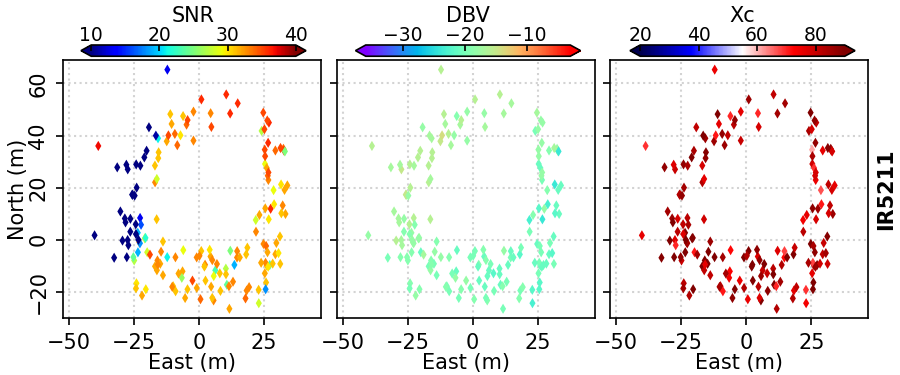 SNR DBV Xc
10 20 30 40 −30 −20 −10 20 40 60 80
60
40
20
0
−20
North (m)
−50 −25 0 25 −50 −25 0 25 −50 −25 0 25
East (m) East (m) East (m)
IR5211